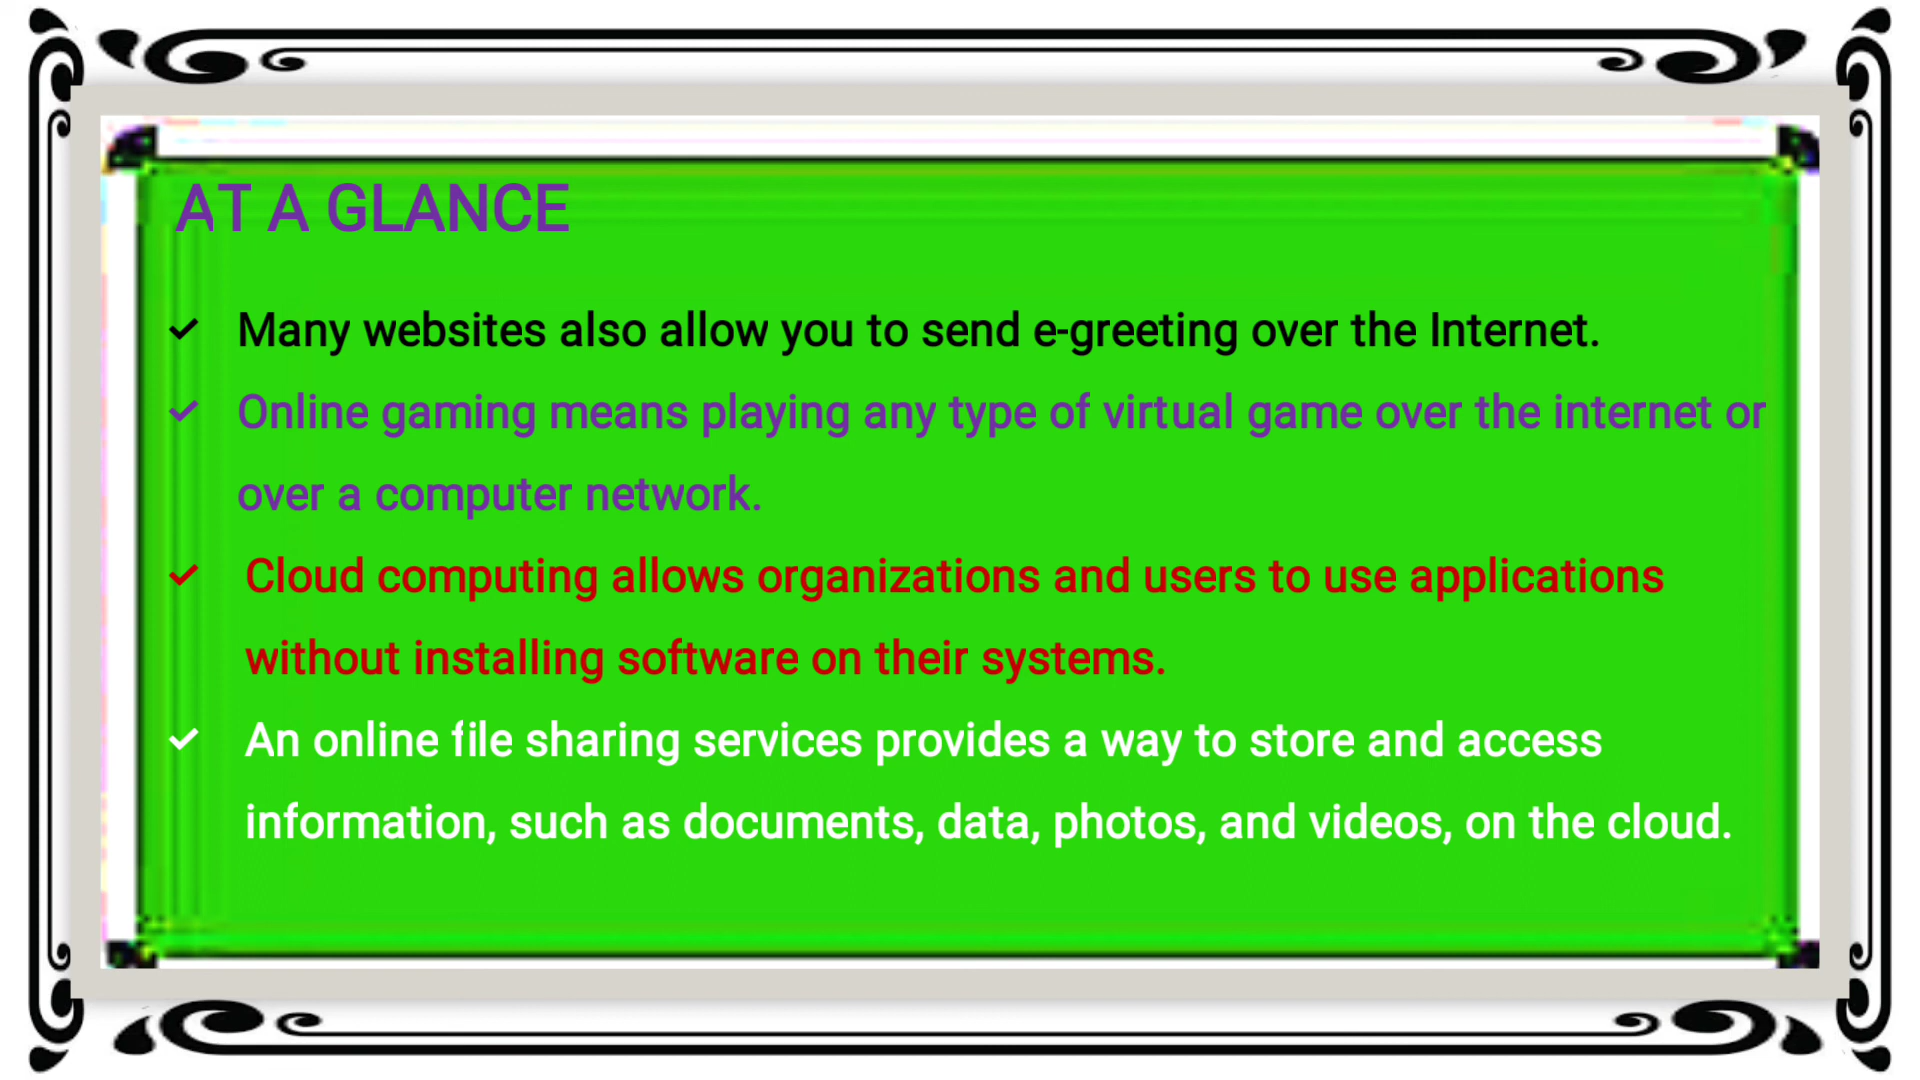 AT A GLANCE
✓ Many websites also allow you to send e-greeting over the Internet.
✓ Online gaming means playing any type of virtual game over the internet or
over a computer network.
✓ Cloud computing allows organizations and users to use applications
without installing software on their systems.
✓ An online file sharing services provides a way to store and access
information, such as documents, data, photos, and videos, on the cloud.